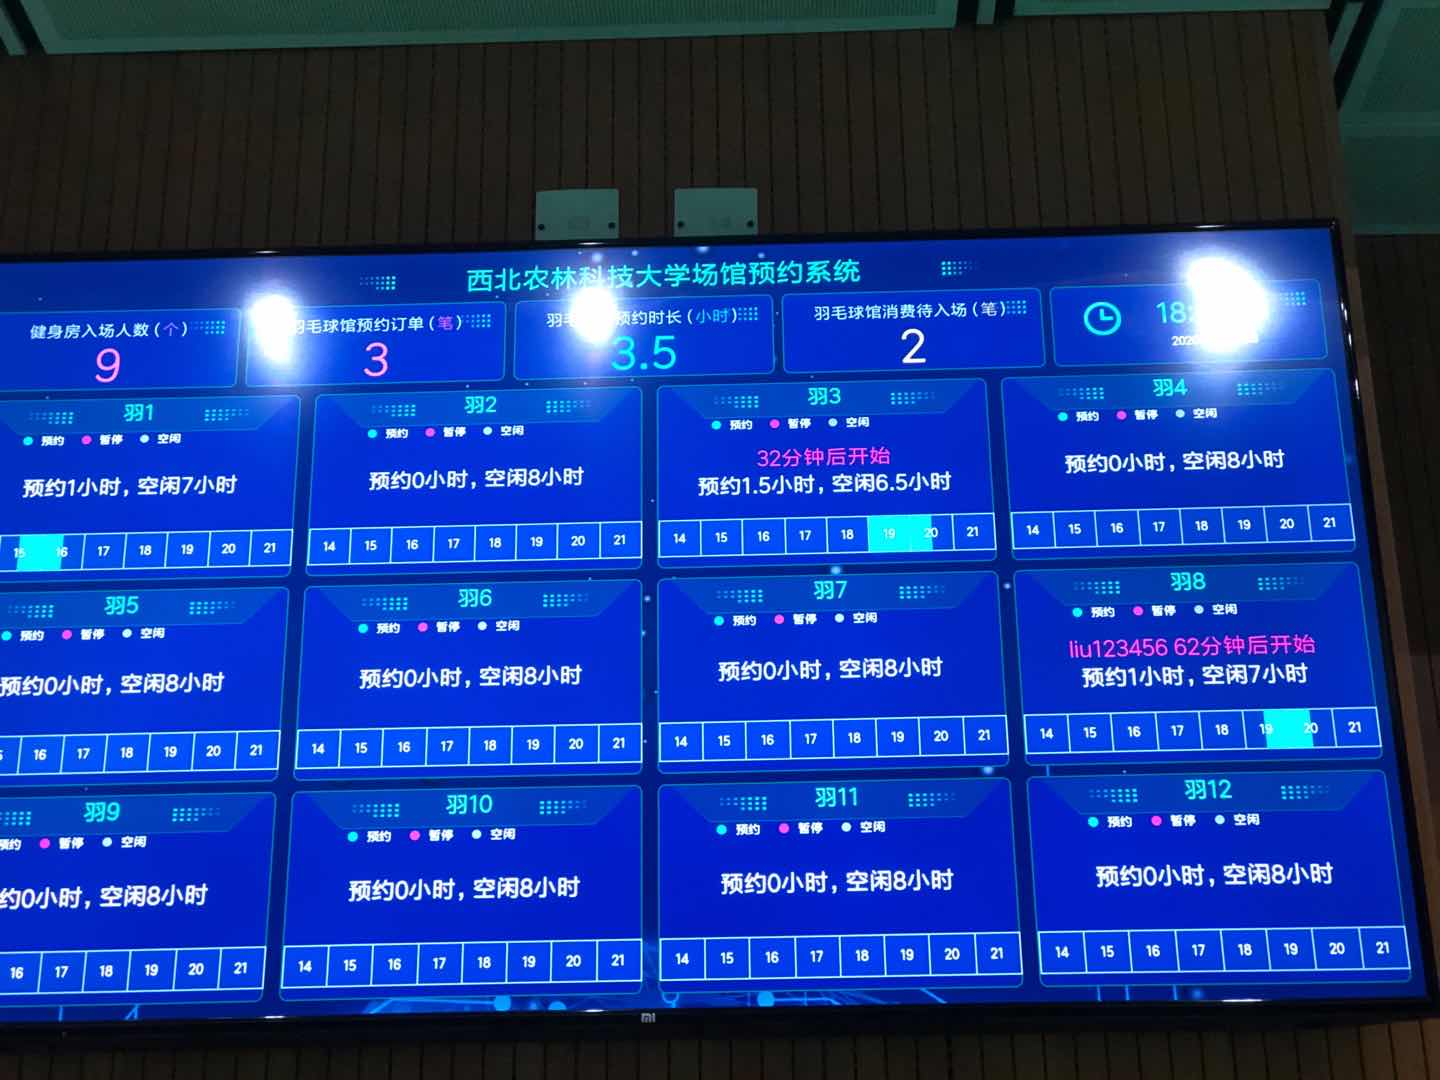 西北农林科技大学场馆预约系统
健身房入场人数(个)
9
羽毛球馆预约订单(笔)
3
预约时长(小时)
3.5
羽毛球馆消费待入场(笔)
2
18:
2020
羽1
预约 暂停 空闲
预约1小时,空闲7小时
15 16 17 18 19 20 21
羽2
预约 暂停 空闲
预约0小时,空闲8小时
14 15 16 17 18 19 20 21
羽3
预约 暂停 空闲
32分钟后开始
预约1.5小时,空闲6.5小时
14 15 16 17 18 19 20 21
羽4
预约 暂停 空闲
预约0小时,空闲8小时
14 15 16 17 18 19 20 21
羽5
预约 暂停 空闲
预约0小时,空闲8小时
16 17 18 19 20 21
羽6
预约 暂停 空闲
预约0小时,空闲8小时
14 15 16 17 18 19 20 21
羽7
预约 暂停 空闲
预约0小时,空闲8小时
14 15 16 17 18 19 20 21
羽8
预约 暂停 空闲
liu123456 62分钟后开始
预约1小时,空闲7小时
14 15 16 17 18 19 20 21
羽9
预约 暂停 空闲
约0小时,空闲8小时
16 17 18 19 20 21
羽10
预约 暂停 空闲
预约0小时,空闲8小时
14 15 16 17 18 19 20 21
羽11
预约 暂停 空闲
预约0小时,空闲8小时
14 15 16 17 18 19 20 21
羽12
预约 暂停 空闲
预约0小时,空闲8小时
14 15 16 17 18 19 20 21
mi